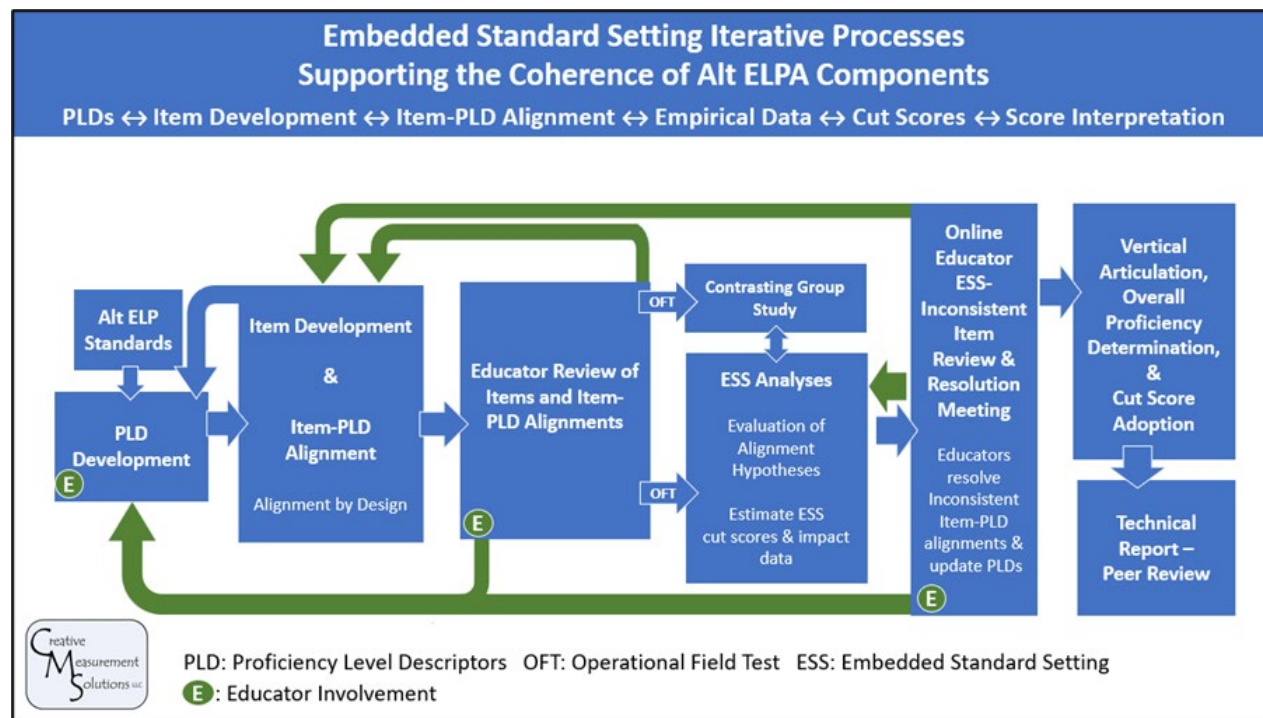 Embedded Standard Setting Iterative Processes
Supporting the Coherence of Alt ELPA Components
PLDs ↔ Item Development ↔ Item-PLD Alignment ↔ Empirical Data ↔ Cut Scores ↔ Score Interpretation
Alt ELP
Standards
PLD
Development
E
Item Development
&
Item-PLD
Alignment
Alignment by Design
Educator Review of
Items and Item-
PLD Alignments
E
OFT
OFT
Contrasting Group
Study
ESS Analyses
Evaluation of
Alignment
Hypotheses
Estimate ESS
cut scores & impact
data
Online
Educator
ESS-
Inconsistent
Item
Review &
Resolution
Meeting
Educators
resolve
Inconsistent
Item-PLD
alignments &
update PLDs
E
Vertical
Articulation,
Overall
Proficiency
Determination,
&
Cut Score
Adoption
Technical
Report –
Peer Review
Creative
Measurement
Solutions LLC
PLD: Proficiency Level Descriptors OFT: Operational Field Test ESS: Embedded Standard Setting
E : Educator Involvement